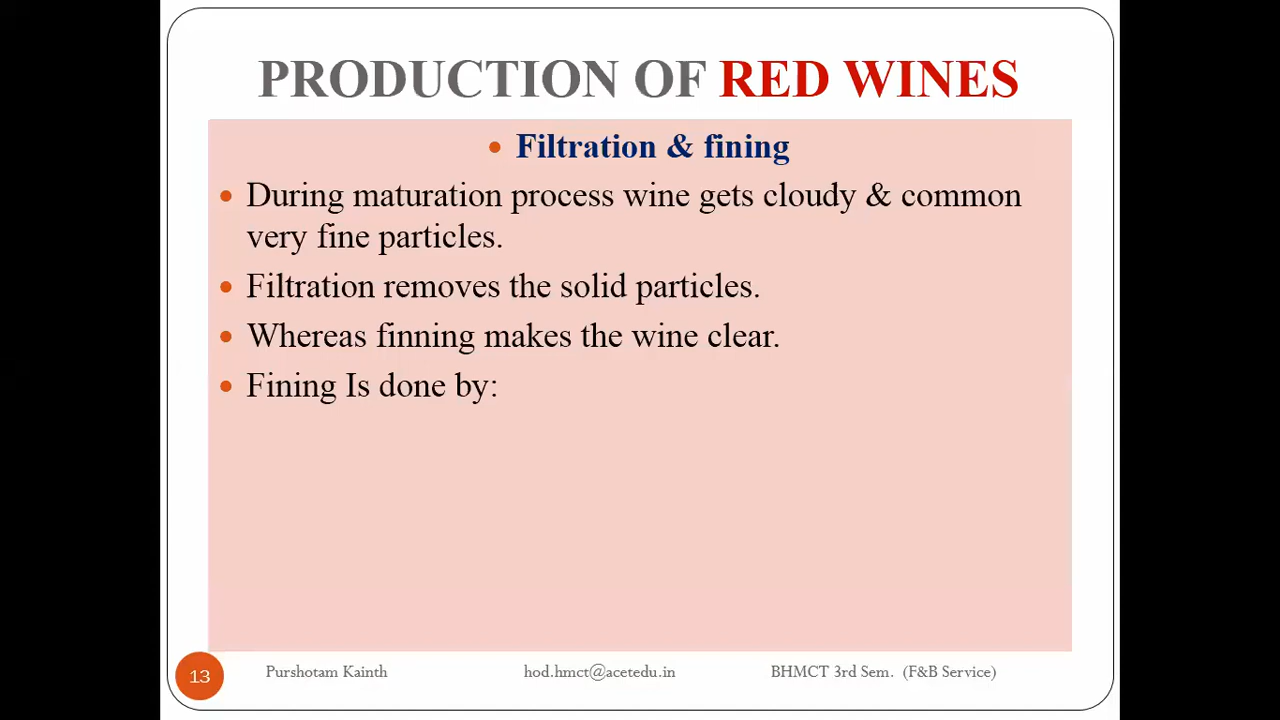 PRODUCTION OF RED WINES
Filtration & fining
During maturation process wine gets cloudy & common
very fine particles.
Filtration removes the solid particles.
Whereas finning makes the wine clear.
Fining Is done by:
13
Purshotam Kainth
hod.hmct@acetedu.in
BHMCT 3rd Sem. (F&B Service)